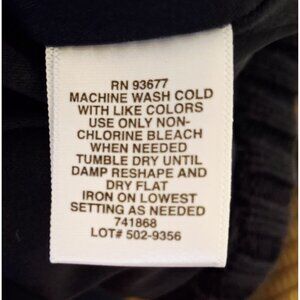 RN 93677
MACHINE WASH COLD
WITH LIKE COLORS
USE ONLY NON-
CHLORINE BLEACH
WHEN NEEDED
TUMBLE DRY UNTIL
DAMP RESHAPE AND
DRY FLAT
IRON ON LOWEST
SETTING AS NEEDED
741868
LOT# 502-9356